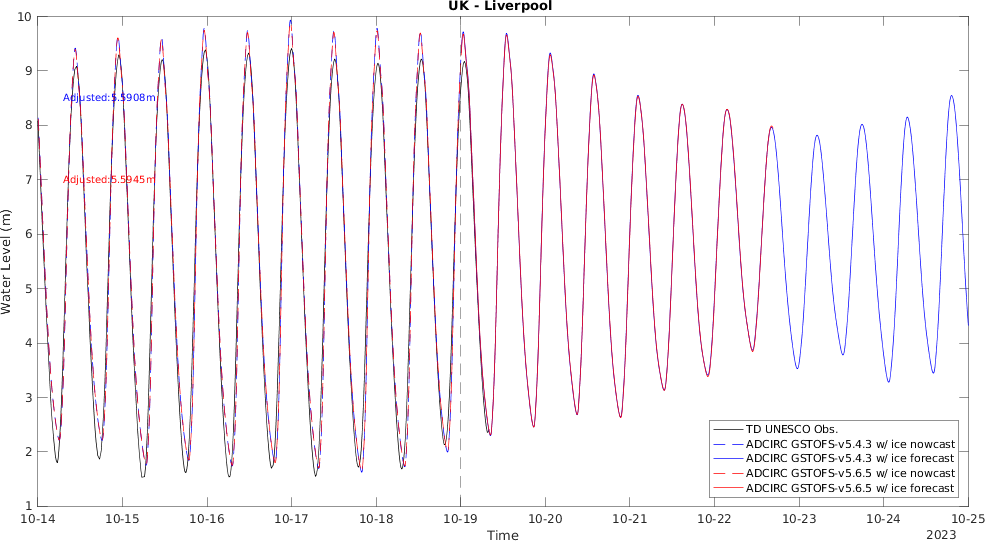 UK - Liverpool
10
9
8
7
6
5
4
3
2
1
Water Level (m)
Adjusted:5.5908m
Adjusted:5.5945m
TD UNESCO Obs.
ADCIRC GSTOFS-v5.4.3 w/ ice nowcast
ADCIRC GSTOFS-v5.4.3 w/ ice forecast
ADCIRC GSTOFS-v5.6.5 w/ ice nowcast
ADCIRC GSTOFS-v5.6.5 w/ ice forecast
10-14 10-15 10-16 10-17 10-18 10-19 10-20 10-21 10-22 10-23 10-24 10-25
Time
2023